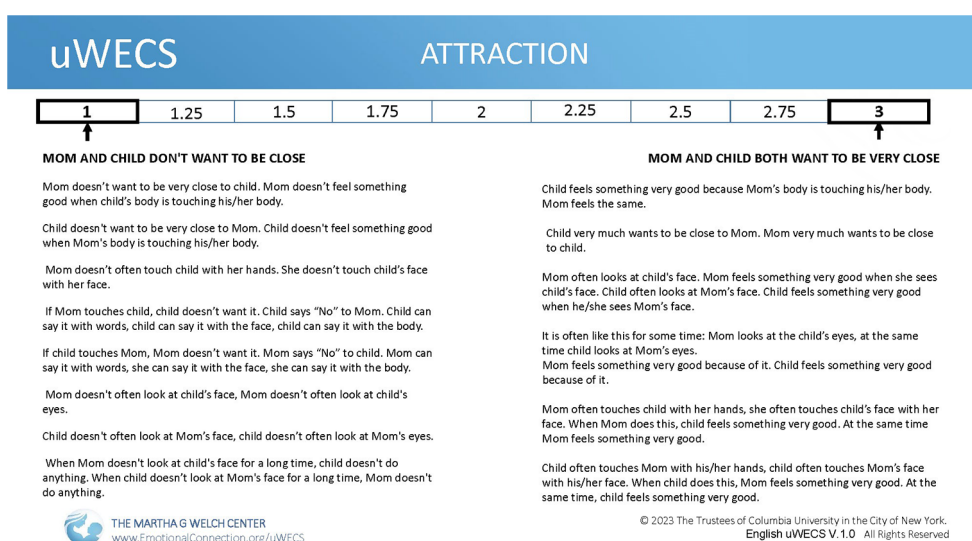 uWECS
ATTRACTION
1 1.25 1.5 1.75 2 2.25 2.5 2.75 3
MOM AND CHILD DON'T WANT TO BE CLOSE
Mom doesn’t want to be very close to child. Mom doesn’t feel something
good when child’s body is touching his/her body.
Child doesn't want to be very close to Mom. Child doesn't feel something good
when Mom's body is touching his/her body.
Mom doesn’t often touch child with her hands. She doesn’t touch child’s face
with her face.
If Mom touches child, child doesn’t want it. Child says “No” to Mom. Child can
say it with words, child can say it with the face, child can say it with the body.
If child touches Mom, Mom doesn’t want it. Mom says “No” to child. Mom can
say it with words, she can say it with the face, she can say it with the body.
Mom doesn't often look at child’s face, Mom doesn’t often look at child's
eyes.
Child doesn't often look at Mom’s face, child doesn’t often look at Mom's eyes.
When Mom doesn't look at child's face for a long time, child doesn't do
anything. When child doesn’t look at Mom's face for a long time, Mom doesn't
do anything.
MOM AND CHILD BOTH WANT TO BE VERY CLOSE
Child feels something very good because Mom’s body is touching his/her body.
Mom feels the same.
Child very much wants to be close to Mom. Mom very much wants to be close
to child.
Mom often looks at child's face. Mom feels something very good when she sees
child’s face. Child often looks at Mom’s face. Child feels something very good
when he/she sees Mom’s face.
It is often like this for some time: Mom looks at the child’s eyes, at the same
time child looks at Mom’s eyes.
Mom feels something very good because of it. Child feels something very good
because of it.
Mom often touches child with her hands, she often touches child’s face with her
face. When Mom does this, child feels something very good. At the same time
Mom feels something very good.
Child often touches Mom with his/her hands, child often touches Mom’s face
with his/her face. When child does this, Mom feels something very good. At the
same time, child feels something very good.
THE MARTHA G WELCH CENTER
www.EmotionalConnection.org/uWECS
© 2023 The Trustees of Columbia University in the City of New York.
English uWECS V.1.0 All Rights Reserved